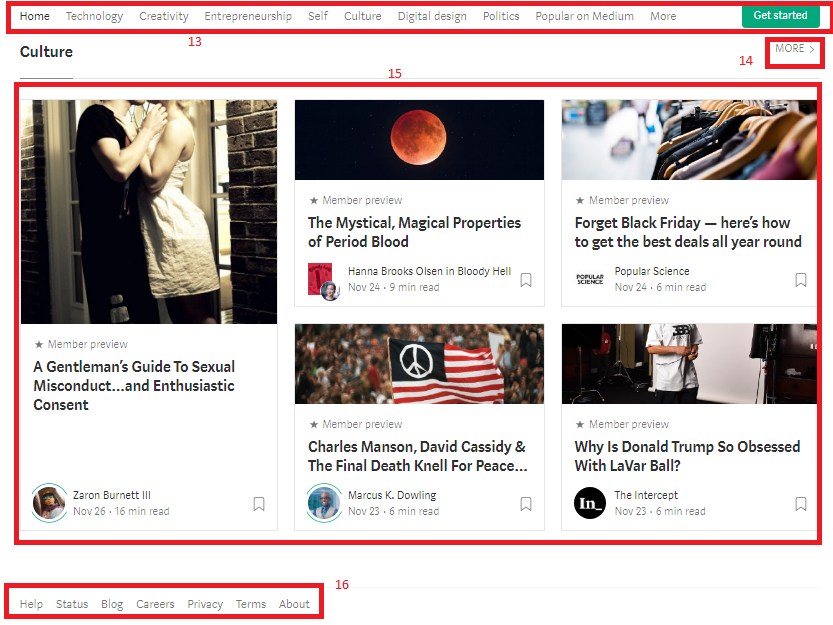 Home Technology Creativity Entrepreneurship Self Culture Digital design Politics Popular on Medium More Get started
13
Culture
MORE >
14
15
★ Member preview
A Gentleman's Guide To Sexual
Misconduct...and Enthusiastic
Consent
Zaron Burnett III
Nov 26 · 16 min read
★ Member preview
The Mystical, Magical Properties
of Period Blood
Hanna Brooks Olsen in Bloody Hell
Nov 24 · 9 min read
★ Member preview
Forget Black Friday — here's how
to get the best deals all year round
POPULAR
SCIENCE
Popular Science
Nov 24 · 6 min read
★ Member preview
Charles Manson, David Cassidy &
The Final Death Knell For Peace...
Marcus K. Dowling
Nov 23 · 6 min read
★ Member preview
Why Is Donald Trump So Obsessed
With LaVar Ball?
In_
The Intercept
Nov 23 · 6 min read
16
Help Status Blog Careers Privacy Terms About